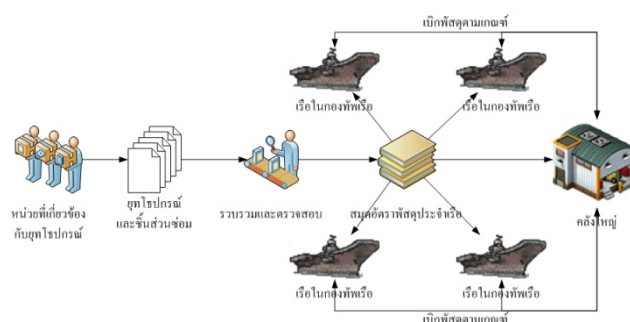 เบิกพัสดุตามเกณฑ์
เรือในกองทัพเรือ
เรือในกองทัพเรือ
หน่วยที่เกี่ยวข้อง
กับยุทโธปกรณ์
ยุทโธปกรณ์
และชิ้นส่วนซ่อม
รวบรวมและตรวจสอบ
สมุดอัตราพัสดุประจำเรือ
คลังใหญ่
เรือในกองทัพเรือ
เรือในกองทัพเรือ
เบิกพัสดุตามเกณฑ์